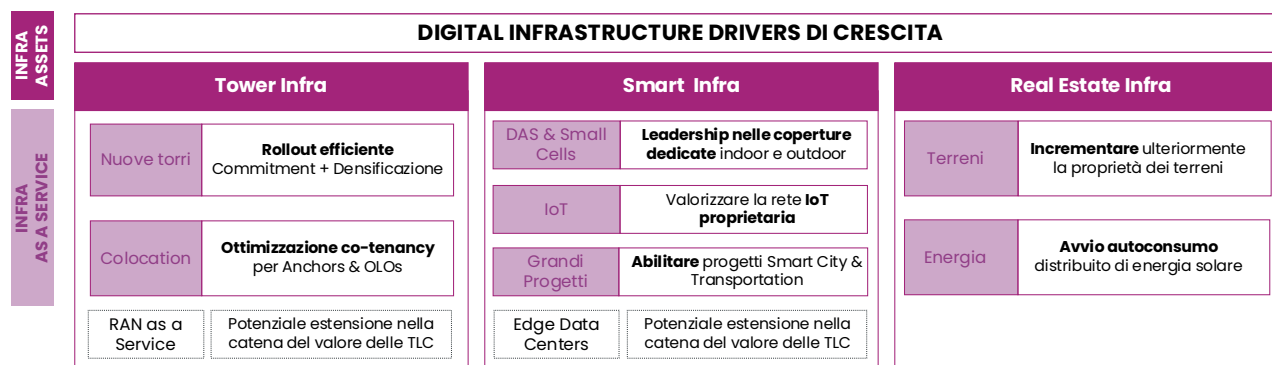 INFRA
ASSETS
INFRA
AS A SERVICE
DIGITAL INFRASTRUCTURE DRIVERS DI CRESCITA
Tower Infra
Nuove torri
Rollout efficiente
Commitment + Densificazione
Colocation
Ottimizzazione co-tenancy
per Anchors & OLOs
RAN as a
Service
Potenziale estensione nella
catena del valore delle TLC
Smart Infra
DAS & Small
Cells
Leadership nelle coperture
dedicate indoor e outdoor
IoT
Valorizzare la rete IoT
proprietaria
Grandi
Progetti
Abilitare progetti Smart City &
Transportation
Edge Data
Centers
Potenziale estensione nella
catena del valore delle TLC
Real Estate Infra
Terreni
Incrementare ulteriormente
la proprietà dei terreni
Energia
Avvio autoconsumo
distribuito di energia solare